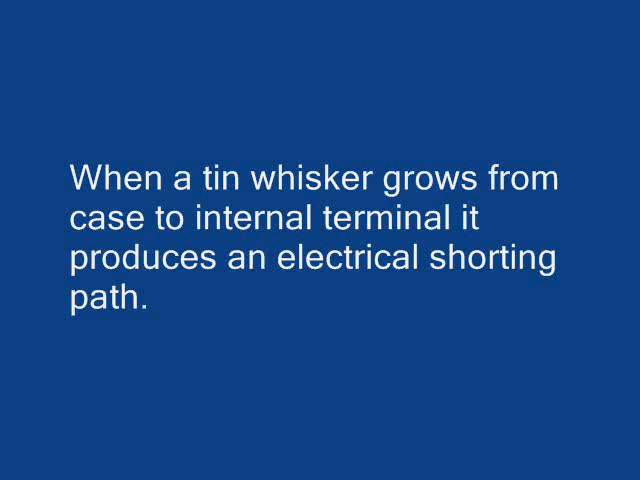 When a tin whisker grows from
case to internal terminal it
produces an electrical shorting
path.